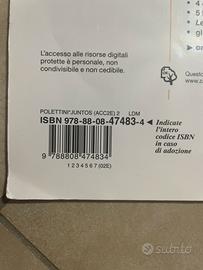 L'accesso alle risorse digitali
protette è personale, non
condivisibile e non cedibile.
Questo
POLETTINI*JUNTOS (ACC2E) 2 LDM
ISBN 978-88-08-47483-4
Indicate
l'intero
codice ISBN
in caso
di adozione
9 788808 474834
1 2 3 4 5 6 7 (02E)
subito